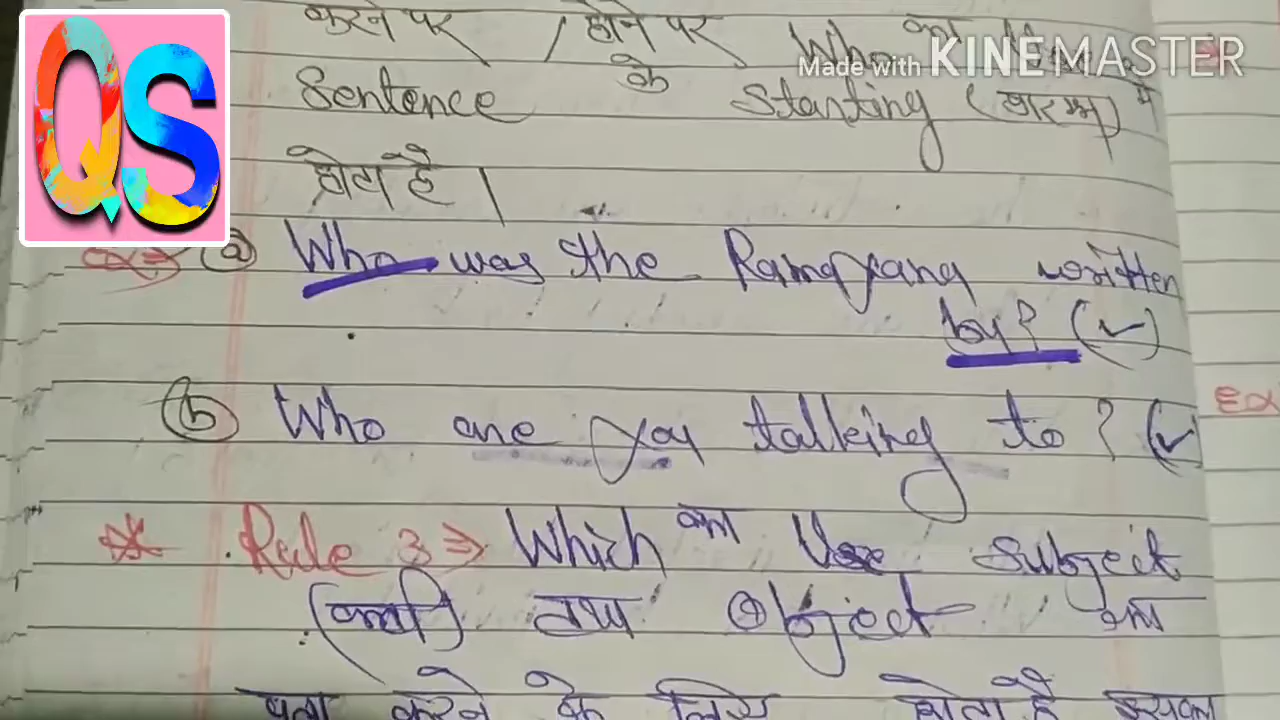 QS
Made with KINEMASTER
करने पर / होने पर Who का
Sentence के Starting (प्रारम्भ) में
होता है ।
Ex→ (a) Who was the Ramayana written
by? (✓)
(b) Who are you talking to? (✓)
Ex
* Rule 3 ⇒ Which का Use subject
(कर्ता) तथा Object का
पता करने के लिए होता है इसका